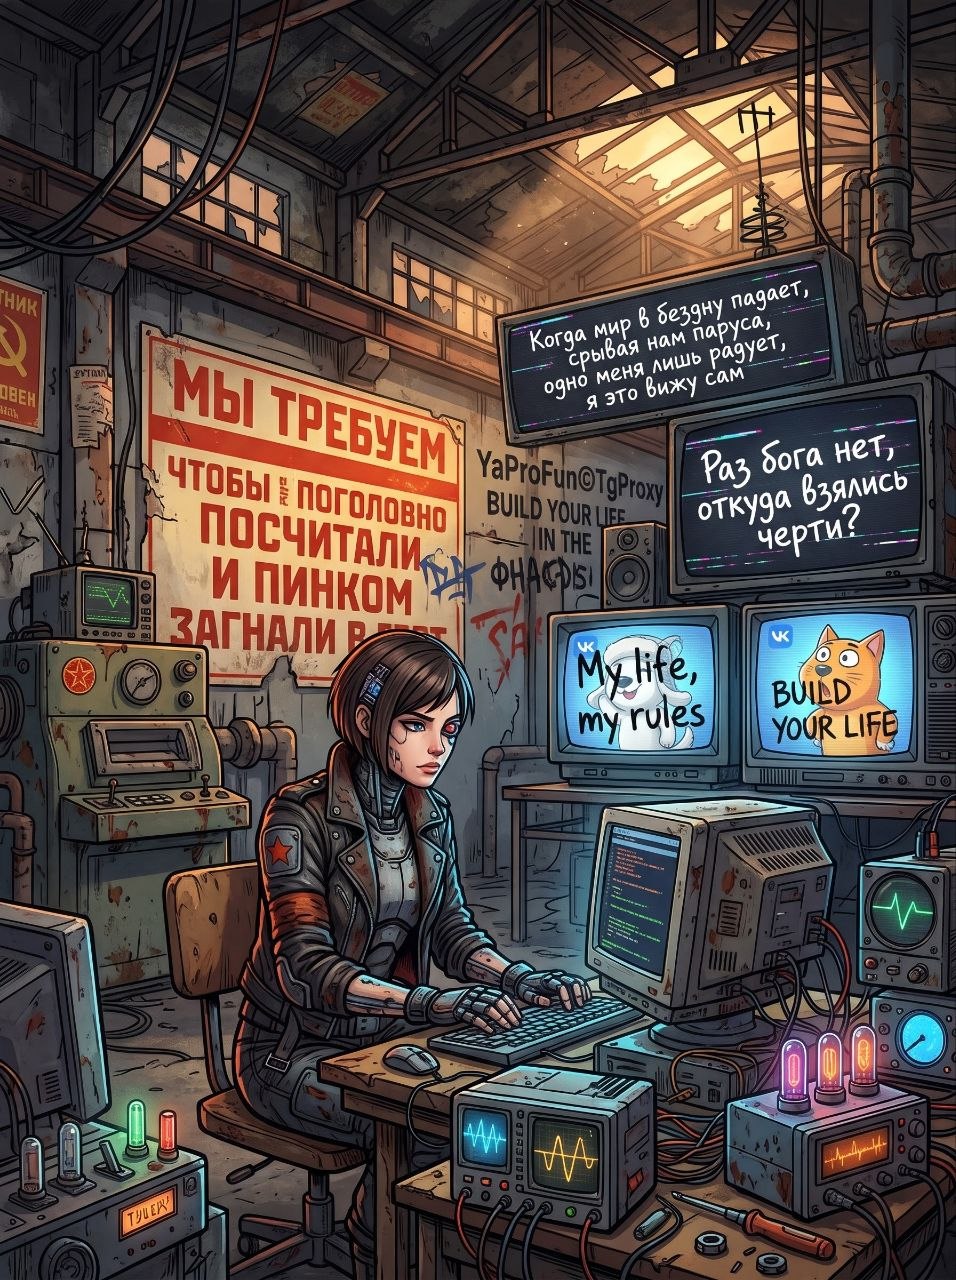 МЫ ТРЕБУЕМ
ЧТОБЫ ПОГОЛОВНО
ПОСЧИТАЛИ
И ПИНКОМ
ЗАГНАЛИ
YaProFun©TgProxy
BUILD YOUR LIFE
IN THE
Когда мир в бездну падает,
срывая нам паруса,
одно меня лишь радует,
я это вижу сам
Раз бога нет,
откуда взялись
черти?
VK
My life,
my rules
VK
BUILD
YOUR LIFE